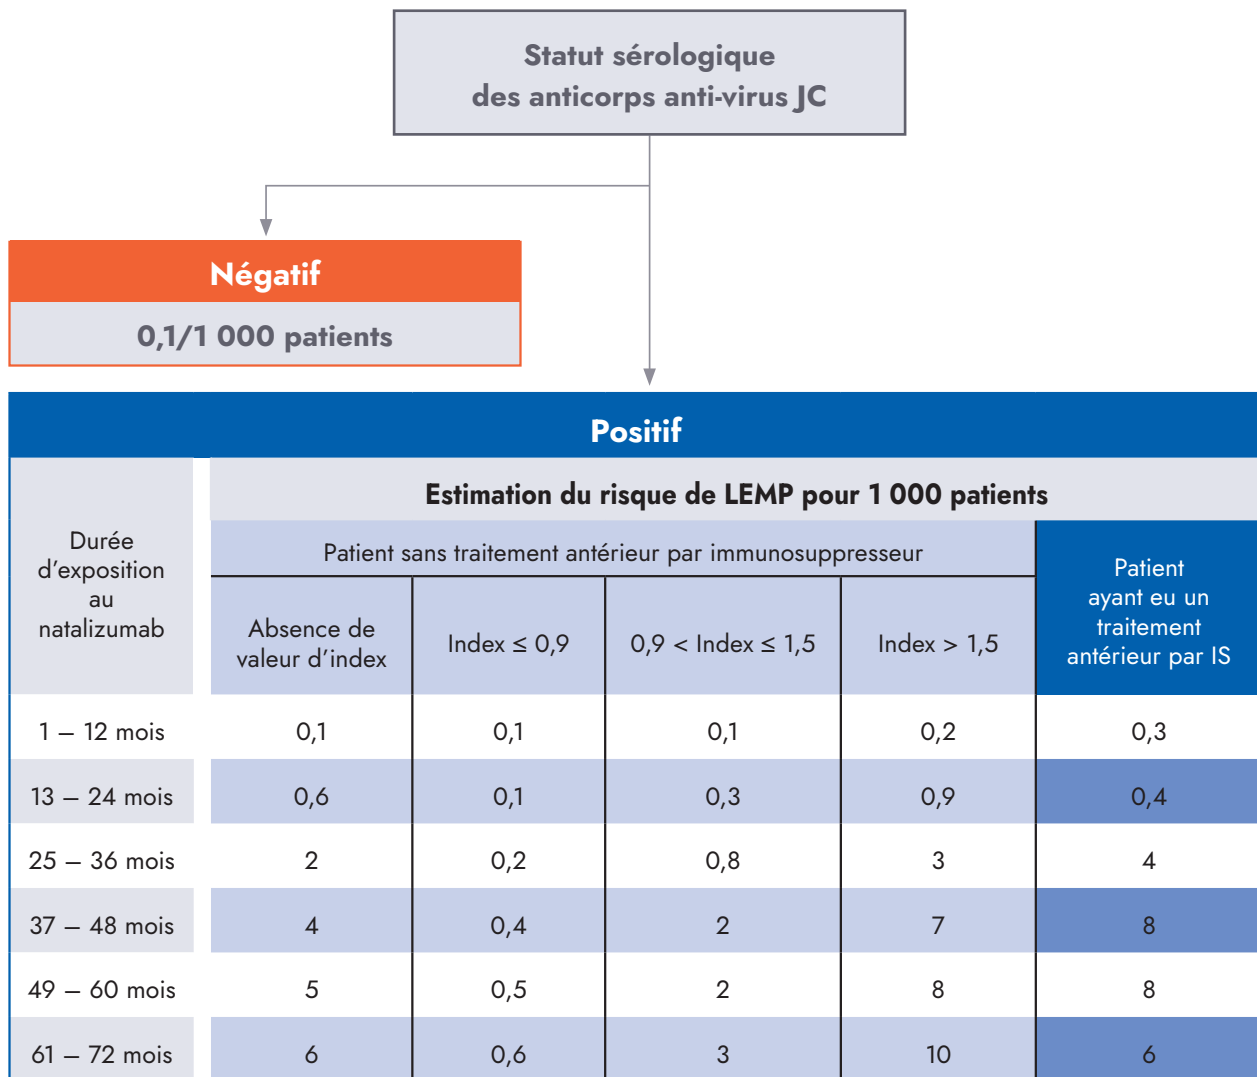 Statut sérologique
des anticorps anti-virus JC
Négatif
0,1/1 000 patients
Positif
Durée
d'exposition
au
natalizumab
Estimation du risque de LEMP pour 1 000 patients
Patient sans traitement antérieur par immunosuppresseur
Patient
ayant eu un
traitement
antérieur par IS
Absence de
valeur d'index
Index ≤ 0,9
0,9 < Index ≤ 1,5
Index > 1,5
1 – 12 mois 0,1 0,1 0,1 0,2 0,3
13 – 24 mois 0,6 0,1 0,3 0,9 0,4
25 – 36 mois 2 0,2 0,8 3 4
37 – 48 mois 4 0,4 2 7 8
49 – 60 mois 5 0,5 2 8 8
61 – 72 mois 6 0,6 3 10 6